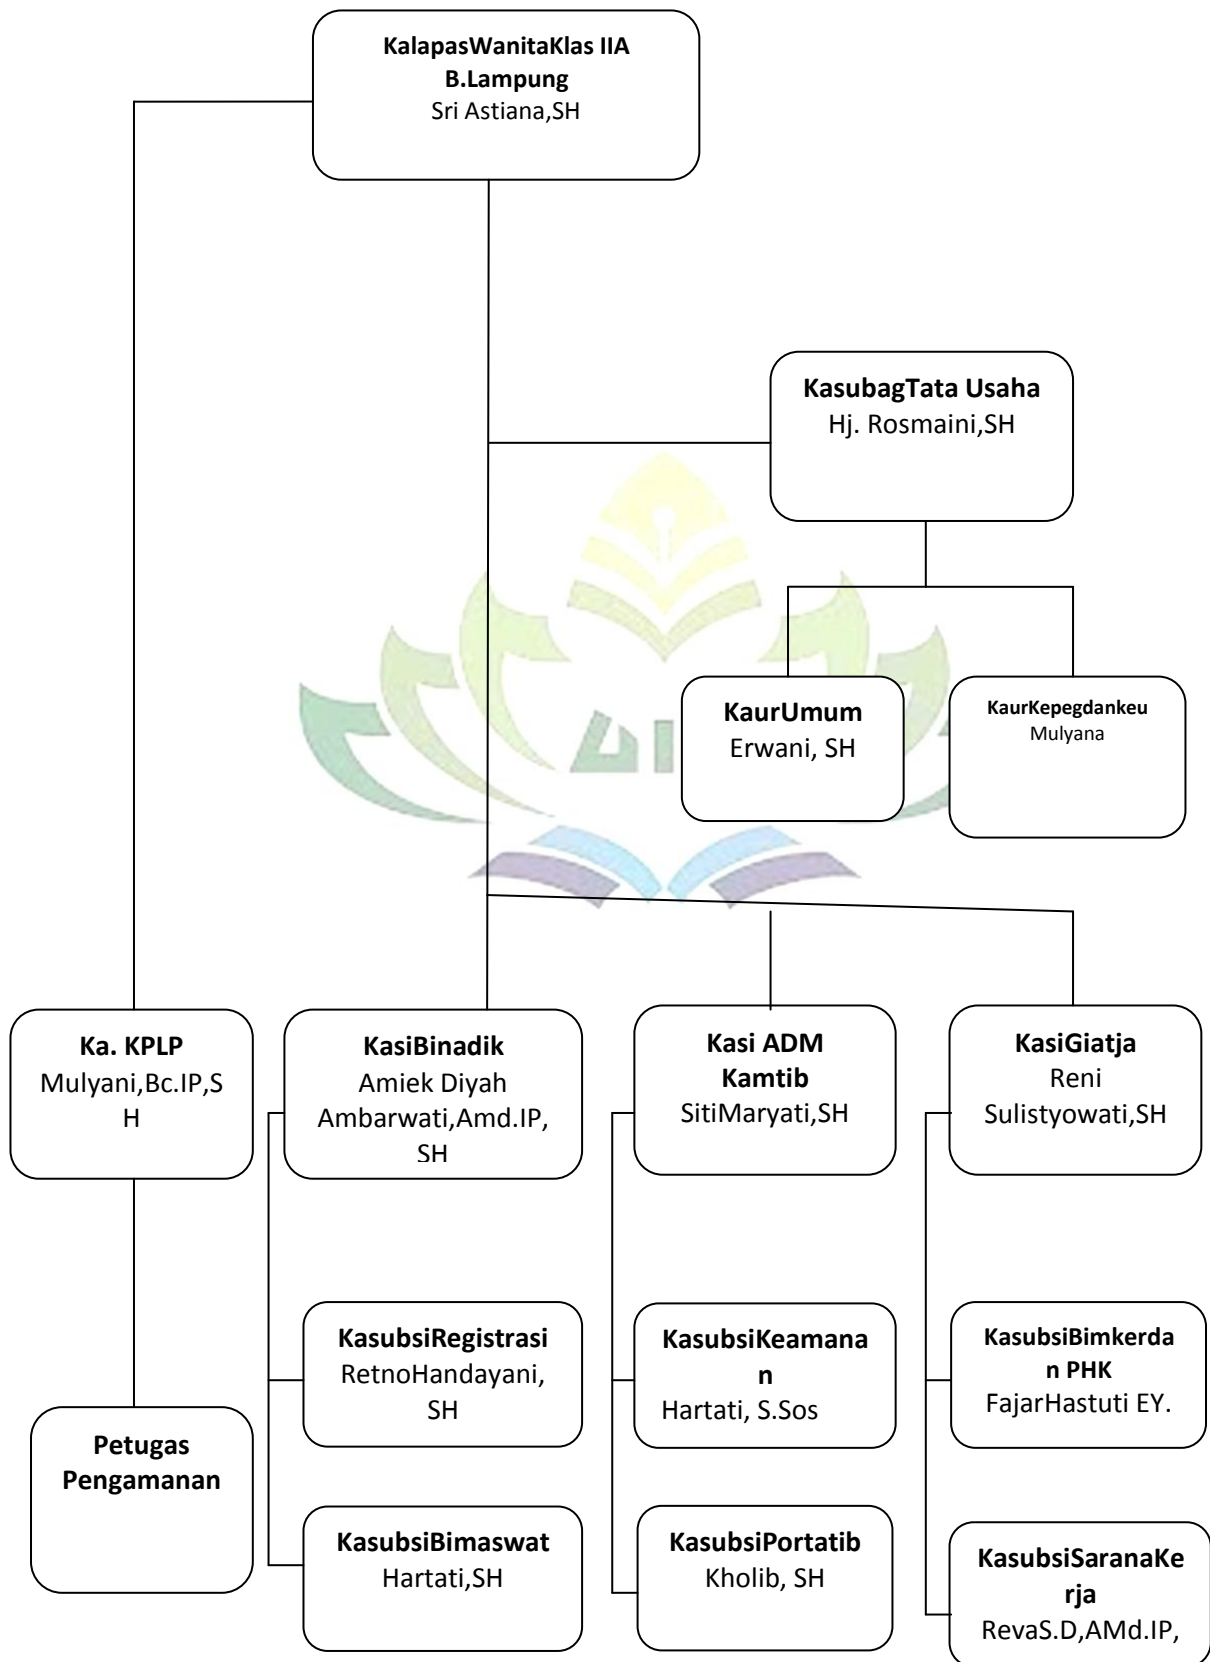 KalapasWanitaKlas IIA
B.Lampung
Sri Astiana,SH
KasubagTata Usaha
Hj. Rosmaini,SH
KaurUmum
Erwani, SH
KaurKepegdankeu
Mulyana
Ka. KPLP
Mulyani,Bc.IP,S
H
KasiBinadik
Amiek Diyah
Ambarwati,Amd.IP,
SH
Kasi ADM
Kamtib
SitiMaryati,SH
KasiGiatja
Reni
Sulistyowati,SH
KasubsiRegistrasi
RetnoHandayani,
SH
KasubsiKeamana
n
Hartati, S.Sos
KasubsiBimkerda
n PHK
FajarHastuti EY.
Petugas
Pengamanan
KasubsiBimaswat
Hartati,SH
KasubsiPortatib
Kholib, SH
KasubsiSaranaKe
rja
RevaS.D,AMd.IP,